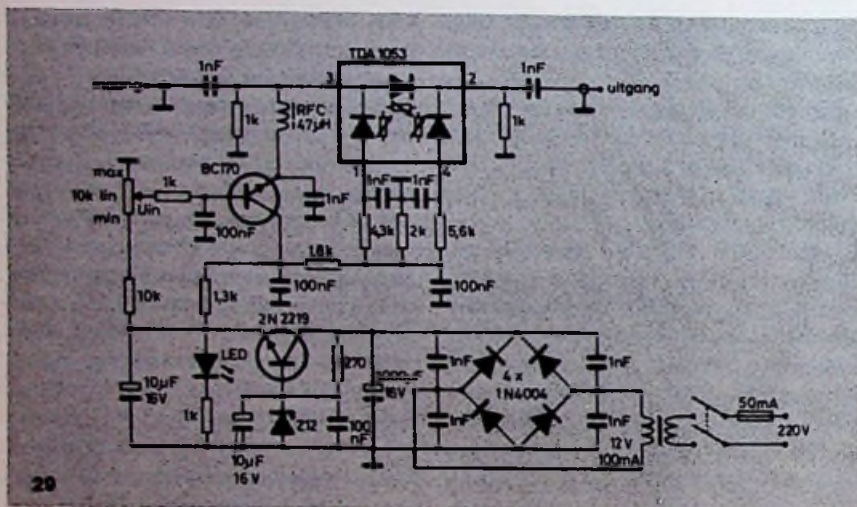 TDA 1053
1nF
3
2
1nF
uitgang
1k
RFC
47µH
1k
BC170
max
1k
10k lin
min
Uin
1nF
1
4
1nF
1nF
100nF
4,3k
2k
5,6k
1,8k
10k
1,3k
100nF
100nF
2N 2219
LED
270
16V
1nF
1nF
10µF
16V
4 x
1N4004
50mA
1k
Z12
100
nF
1nF
1nF
220V
10µF
16V
12V
100mA
29